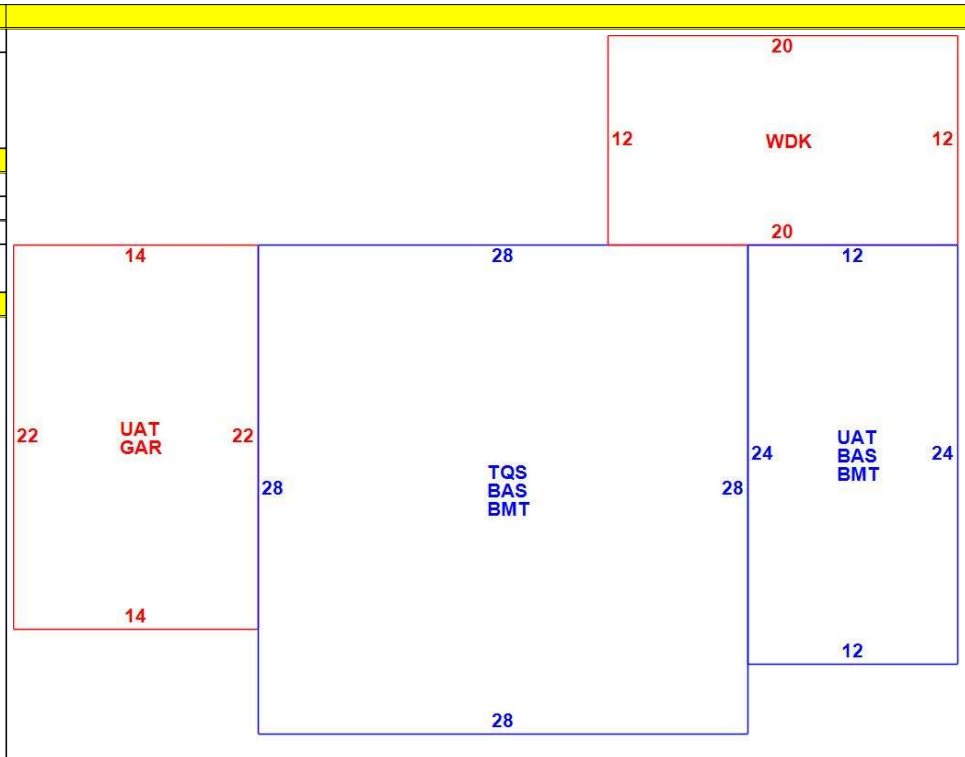 20
12 WDK 12
20
14 28 12
UAT
GAR
22 22
UAT
BAS
BMT
24 24
TQS
BAS
BMT
28 28
14
12
28